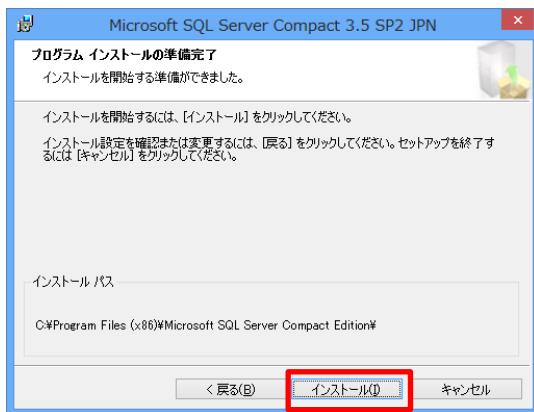 Microsoft SQL Server Compact 3.5 SP2 JPN
プログラム インストールの準備完了
インストールを開始する準備ができました。
インストールを開始するには、[インストール] をクリックしてください。
インストール設定を確認または変更するには、[戻る] をクリックしてください。セットアップを終了す
るには [キャンセル] をクリックしてください。
インストール パス
C:¥Program Files (x86)¥Microsoft SQL Server Compact Edition¥
< 戻る(B)
インストール(I)
キャンセル